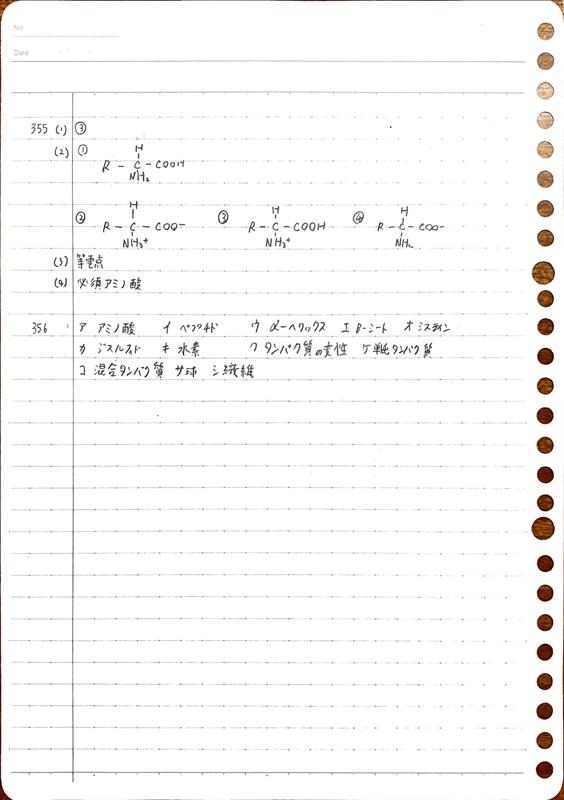 No.
Date
355 (1) ③
(2) ①
H
R - C - COOH
NH₂
② ③ ④
H H H
R - C - COO⁻ R - C - COOH R - C - COO⁻
NH₃⁺ NH₃⁺ NH₂
(3) 等電点
(4) 必須アミノ酸
356 ア アミノ酸 イ ペプチド ウ α-ヘリックス エ β-シート オ システイン
カ ジスルフィド キ 水素 ク タンパク質の変性 ケ 単純タンパク質
コ 混合タンパク質 サ 球 シ 繊維